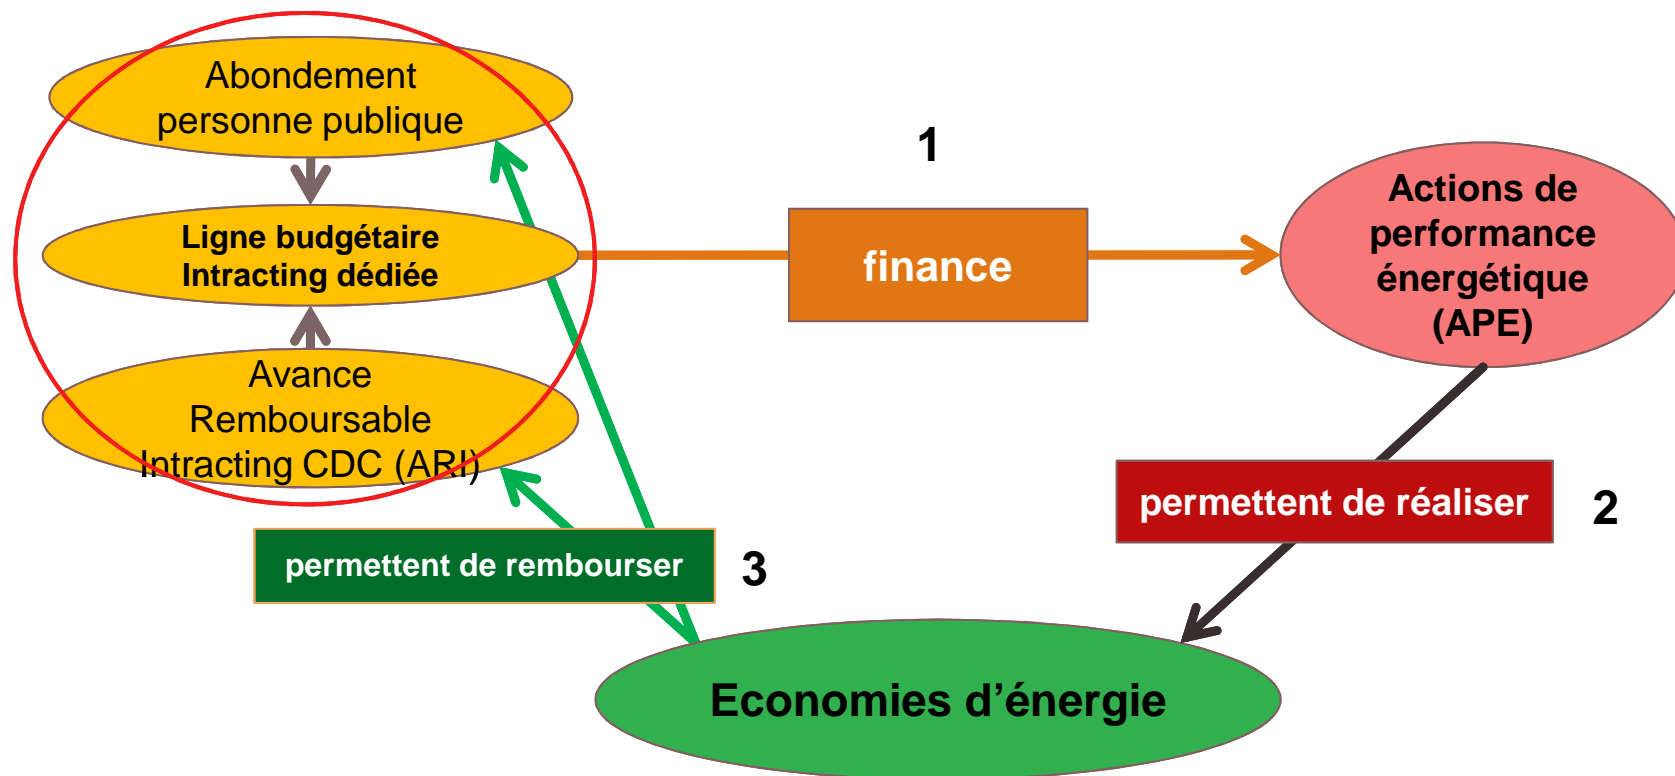 Abondement
personne publique
Ligne budgétaire
Intracting dédiée
Avance
Remboursable
Intracting CDC (ARI)
1
finance
Actions de
performance
énergétique
(APE)
permettent de réaliser
2
permettent de rembourser
3
Economies d’énergie